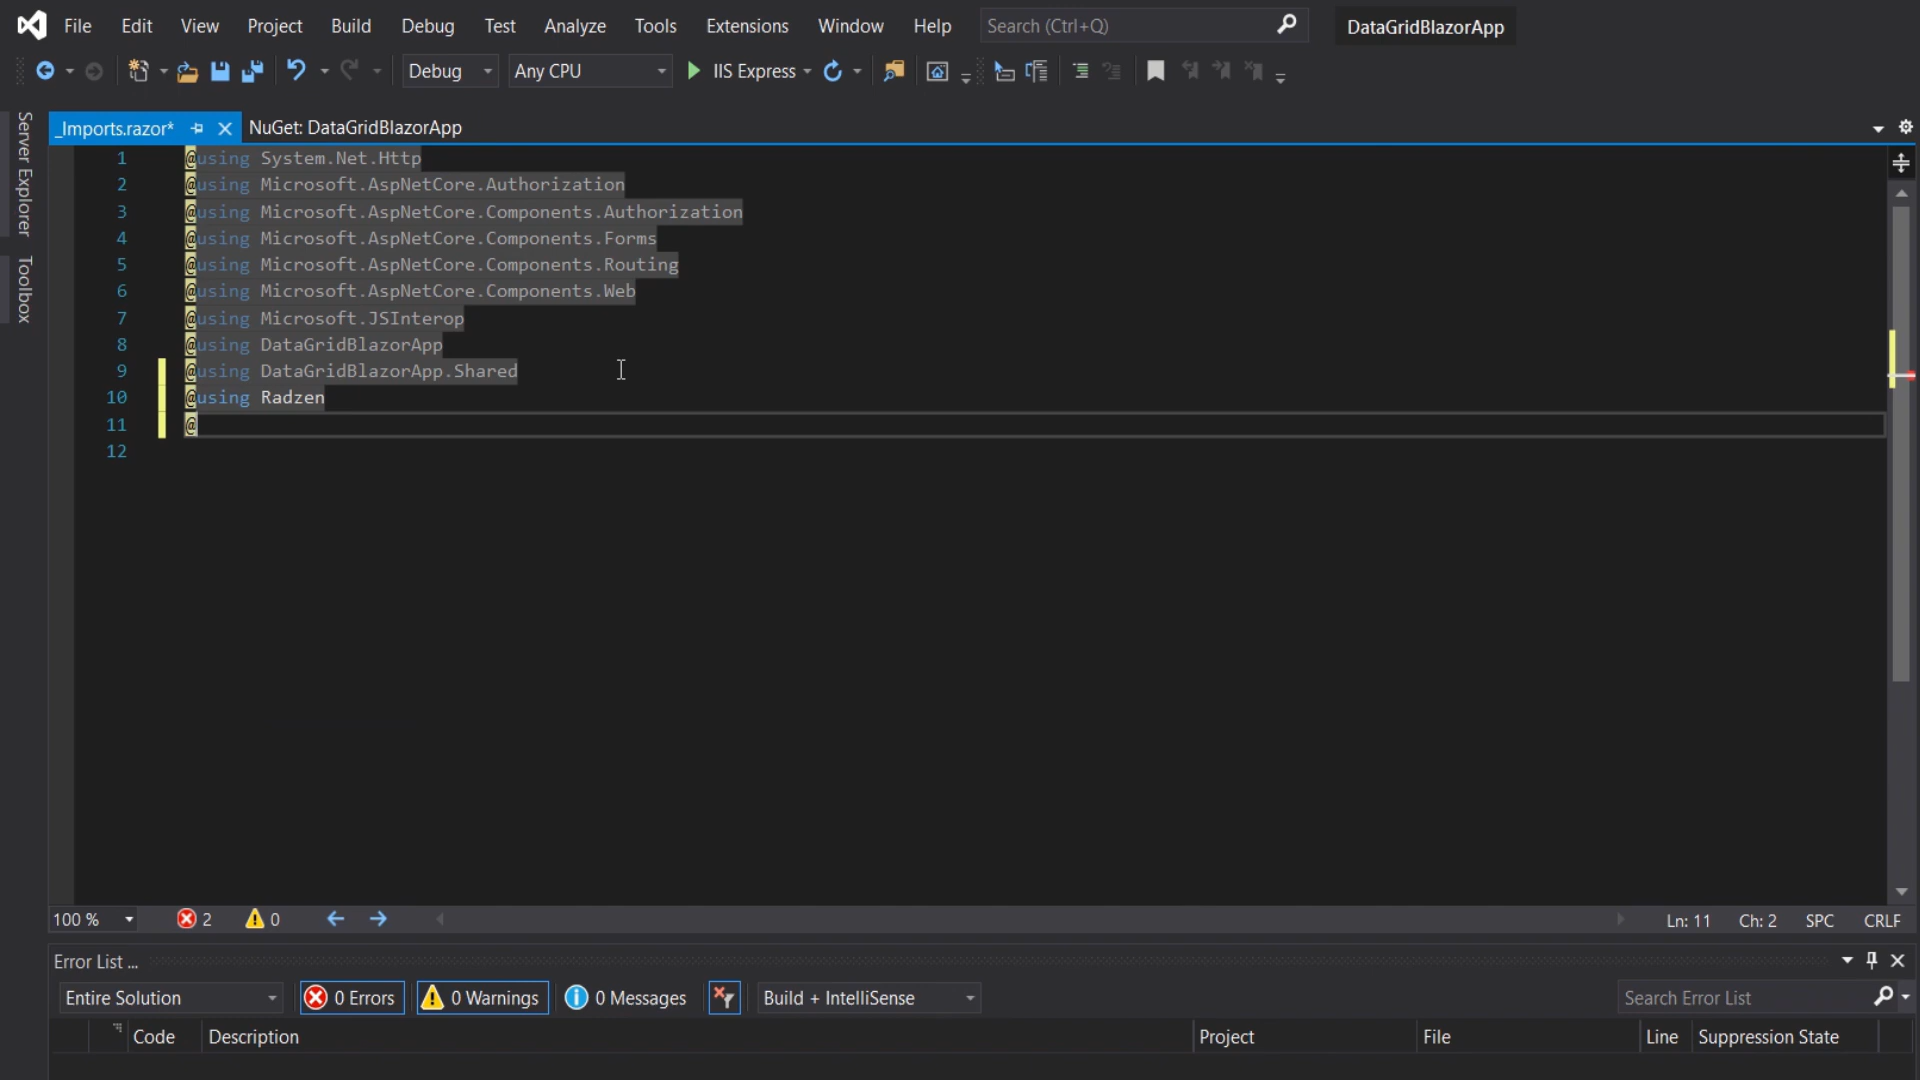 File Edit View Project Build Debug Test Tools Analyze Extensions Window Help Search (Ctrl+Q) DataGridBlazorApp
Debug Any CPU IIS Express
_Imports.razor* NuGet: DataGridBlazorApp
Server Explorer
Toolbox
1 @using System.Net.Http
2 @using Microsoft.AspNetCore.Authorization
3 @using Microsoft.AspNetCore.Components.Authorization
4 @using Microsoft.AspNetCore.Components.Forms
5 @using Microsoft.AspNetCore.Components.Routing
6 @using Microsoft.AspNetCore.Components.Web
7 @using Microsoft.JSInterop
8 @using DataGridBlazorApp
9 @using DataGridBlazorApp.Shared
10 @using Radzen
11 @
12
100 % 2 0 Ln: 11 Ch: 2 SPC CRLF
Error List ...
Entire Solution 0 Errors 0 Warnings 0 Messages Build + IntelliSense Search Error List
Code Description Project File Line Suppression State